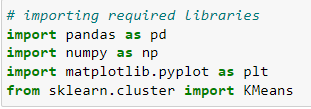 # importing required libraries
import pandas as pd
import numpy as np
import matplotlib.pyplot as plt
from sklearn.cluster import KMeans